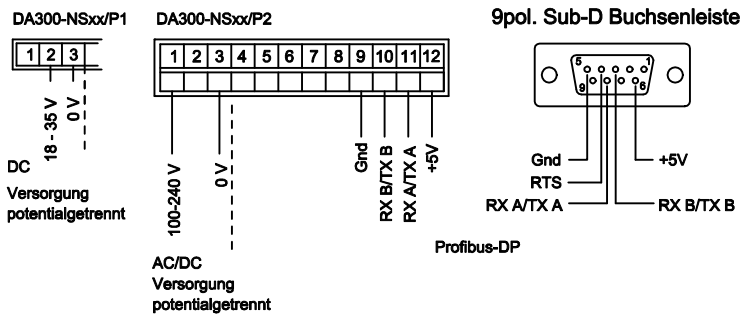 DA300-NSxx/P1
1 2 3
18 - 35 V
0 V
DC
Versorgung
potentialgetrennt
DA300-NSxx/P2
1 2 3 4 5 6 7 8 9 10 11 12
100-240 V
0 V
Gnd
RX B/TX B
RX A/TX A
+5V
AC/DC
Versorgung
potentialgetrennt
9pol. Sub-D Buchsenleiste
5 1
9 6
Gnd
+5V
RTS
RX A/TX A
RX B/TX B
Profibus-DP